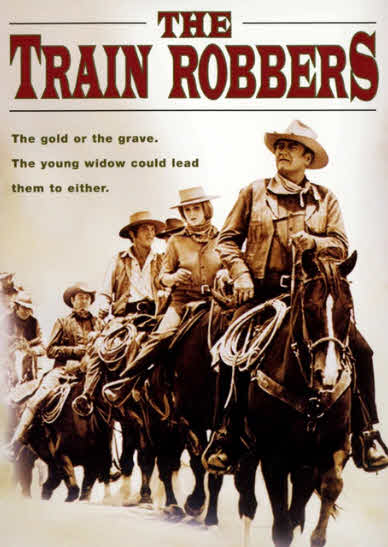 THE
TRAIN ROBBERS
The gold or the grave.
The young widow could lead
them to either.